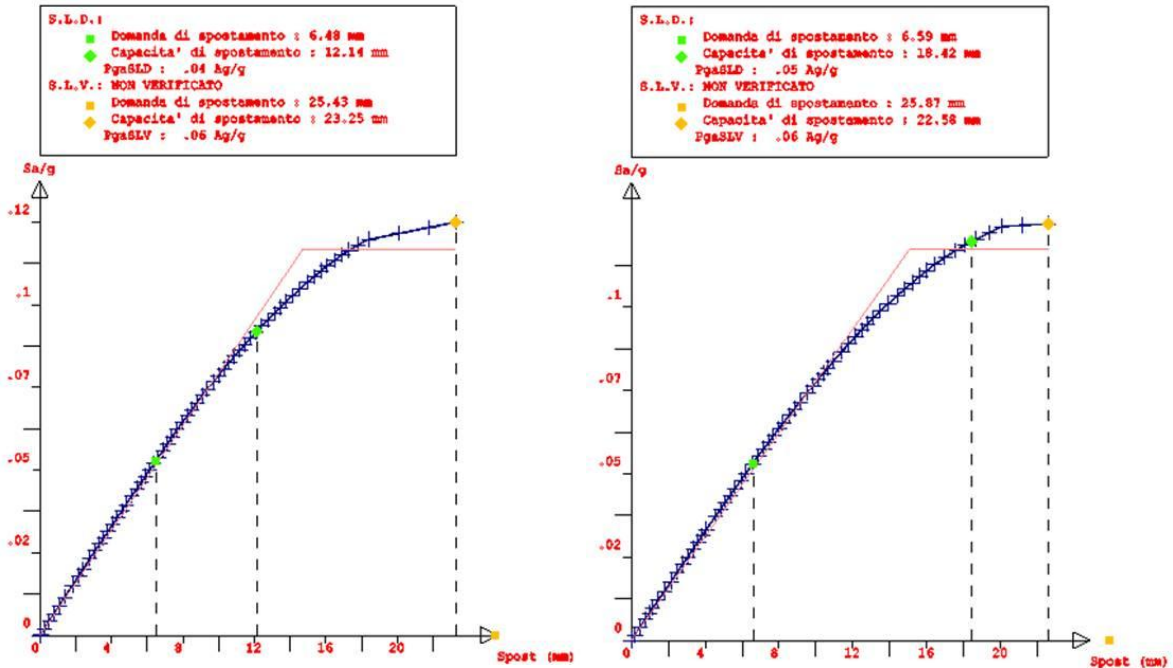 S.L.D.:
Domanda di spostamento : 6.48 mm
Capacita' di spostamento : 12.14 mm
PgaSLD : .04 Ag/g
S.L.V.: NON VERIFICATO
Domanda di spostamento : 25.43 mm
Capacita' di spostamento : 23.25 mm
PgaSLV : .06 Ag/g
Sa/g
.12
.1
.07
.05
.02
0
0 4 8 12 16 20
Spost (mm)
S.L.D.:
Domanda di spostamento : 6.59 mm
Capacita' di spostamento : 18.42 mm
PgaSLD : .05 Ag/g
S.L.V.: NON VERIFICATO
Domanda di spostamento : 25.87 mm
Capacita' di spostamento : 22.58 mm
PgaSLV : .06 Ag/g
Sa/g
.1
.07
.05
.02
0
0 4 8 12 16 20
Spost (mm)